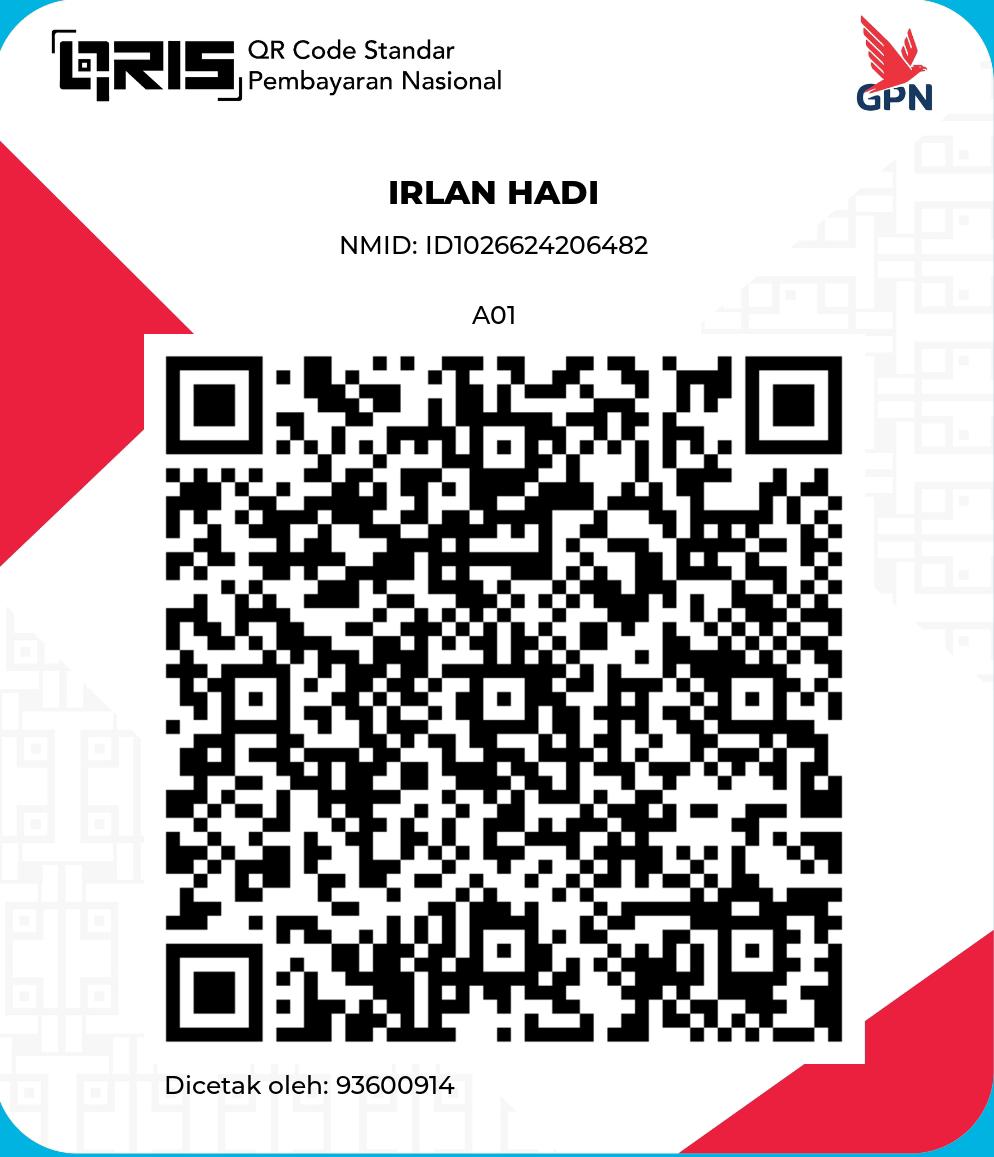 QRIS
QR Code Standar
Pembayaran Nasional
GPN
IRLAN HADI
NMID: ID1026624206482
A01
Dicetak oleh: 93600914